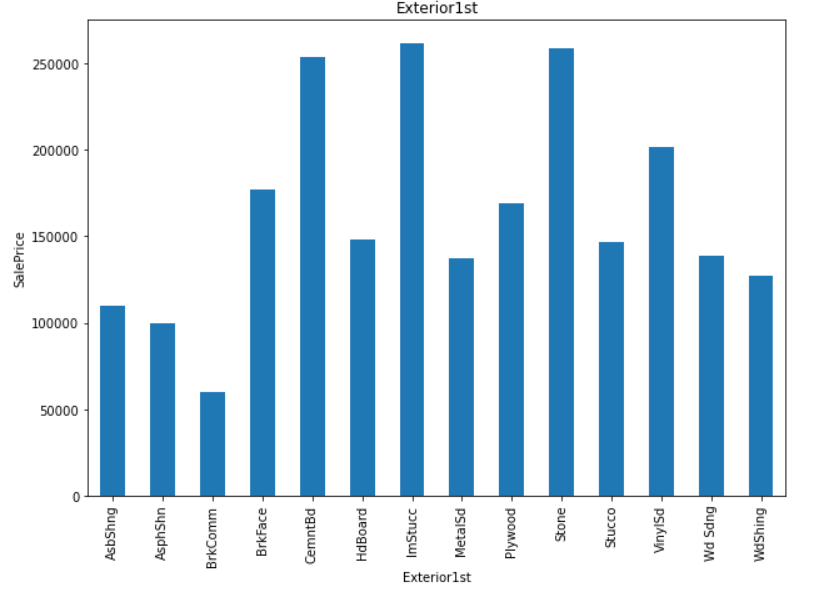 Exterior1st
250000
200000
150000
100000
50000
0
SalePrice
AsbShng
AsphShn
BrkComm
BrkFace
CemntBd
HdBoard
ImStucc
MetalSd
Plywood
Stone
Stucco
VinylSd
Wd Sdng
WdShing
Exterior1st